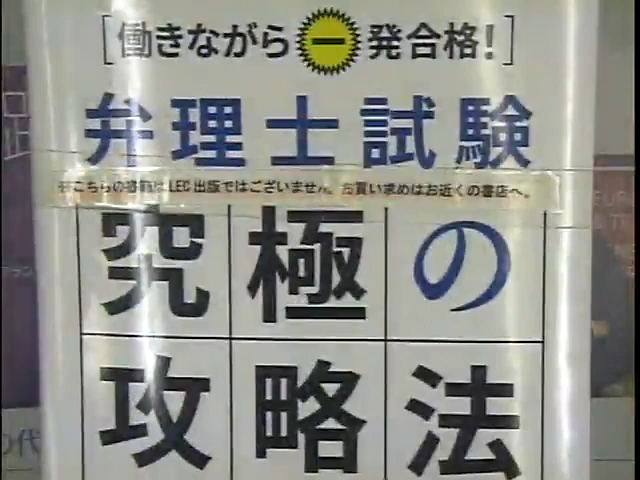 [働きながら一発合格!]
弁理士試験
※こちらの書籍はLEC出版ではございません。お買い求めはお近くの書店へ。
究極の
攻略法
の代